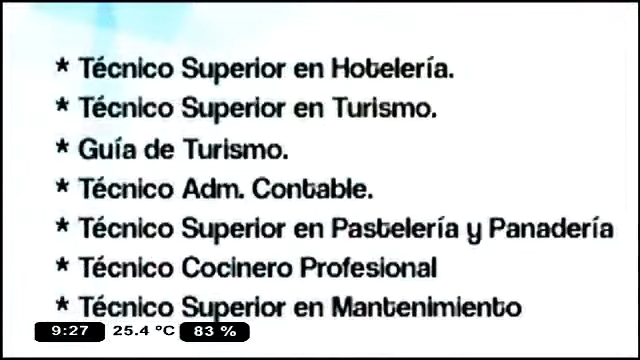 * Técnico Superior en Hotelería.
* Técnico Superior en Turismo.
* Guía de Turismo.
* Técnico Adm. Contable.
* Técnico Superior en Pastelería y Panadería
* Técnico Cocinero Profesional
* Técnico Superior en Mantenimiento
9:27 25.4 ºC 83 %